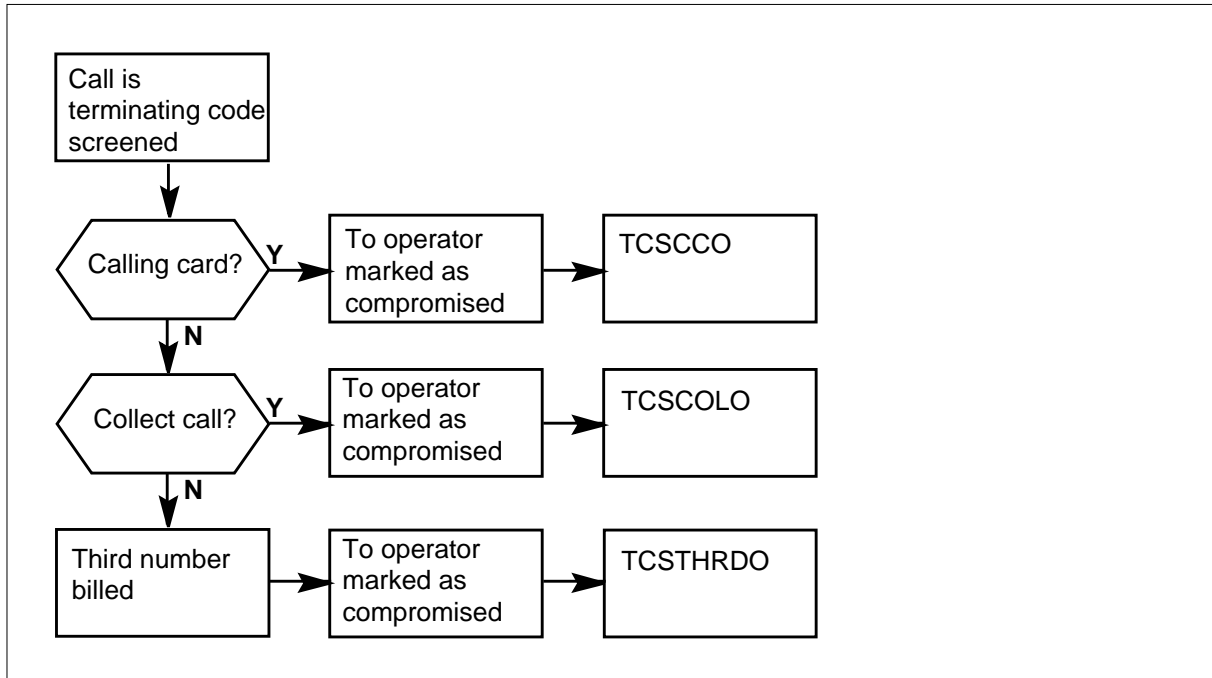 Call is
terminating code
screened
Calling card?
Y
To operator
marked as
compromised
TCSCCO
N
Collect call?
Y
To operator
marked as
compromised
TCSCOLO
N
Third number
billed
To operator
marked as
compromised
TCSTHRDO